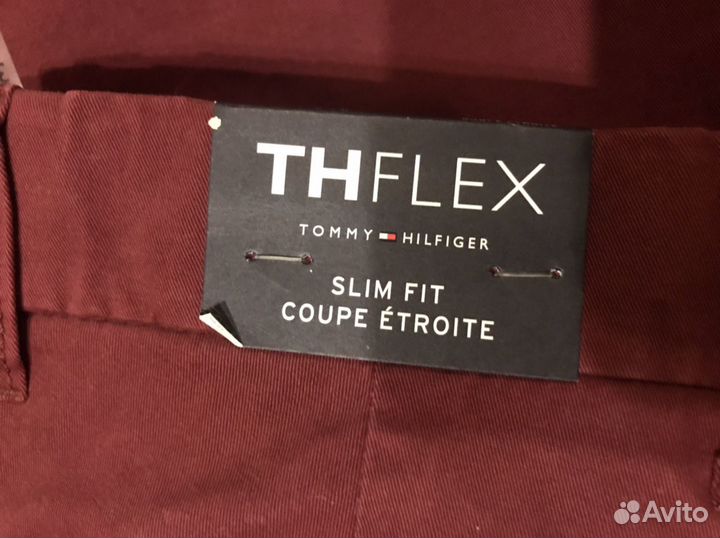 THFLEX
TOMMY HILFIGER
SLIM FIT
COUPE ÉTROITE
Avito